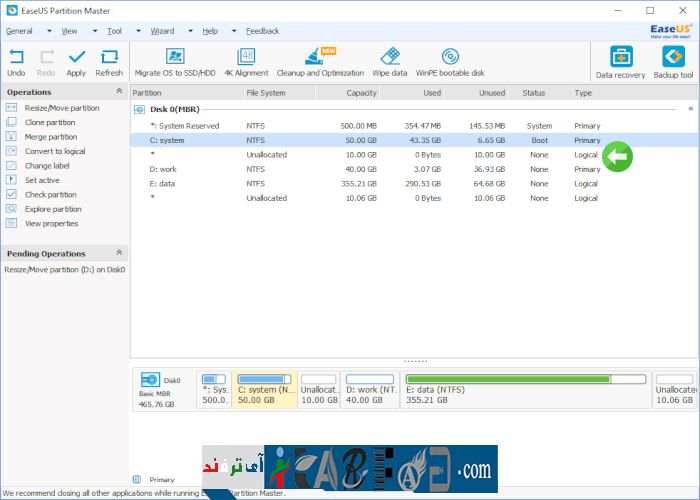 EaseUS Partition Master
General View Tool Wizard Help Feedback
EaseUS
Make your life easy!
Undo Redo Apply Refresh Migrate OS to SSD/HDD 4K Alignment Cleanup and Optimization Wipe data WinPE bootable disk Data recovery Backup tool
NEW
4K
Operations
Resize/Move partition
Clone partition
Merge partition
Convert to logical
Change label
Set active
Check partition
Explore partition
View properties
Pending Operations
Resize/Move partition (D:) on Disk0
Partition File System Capacity Used Unused Status Type
Disk 0(MBR)
*: System Reserved NTFS 500.00 MB 354.47 MB 145.53 MB System Primary
C: system NTFS 50.00 GB 43.35 GB 6.65 GB Boot Primary
* Unallocated 10.00 GB 0 Bytes 10.00 GB None Logical
D: work NTFS 40.00 GB 3.07 GB 36.93 GB None Primary
E: data NTFS 355.21 GB 290.53 GB 64.68 GB None Logical
* Unallocated 10.06 GB 0 Bytes 10.06 GB None Logical
Disk0
Basic MBR
465.76 GB
*: Sys...
500.0...
C: system (N...
50.00 GB
Unallocat...
10.00 GB
D: work (NT...
40.00 GB
E: data (NTFS)
355.21 GB
Unallocate
10.06 GB
آی ترفند
.com
Primary
We recommend closing all other applications while running E Partition Master.